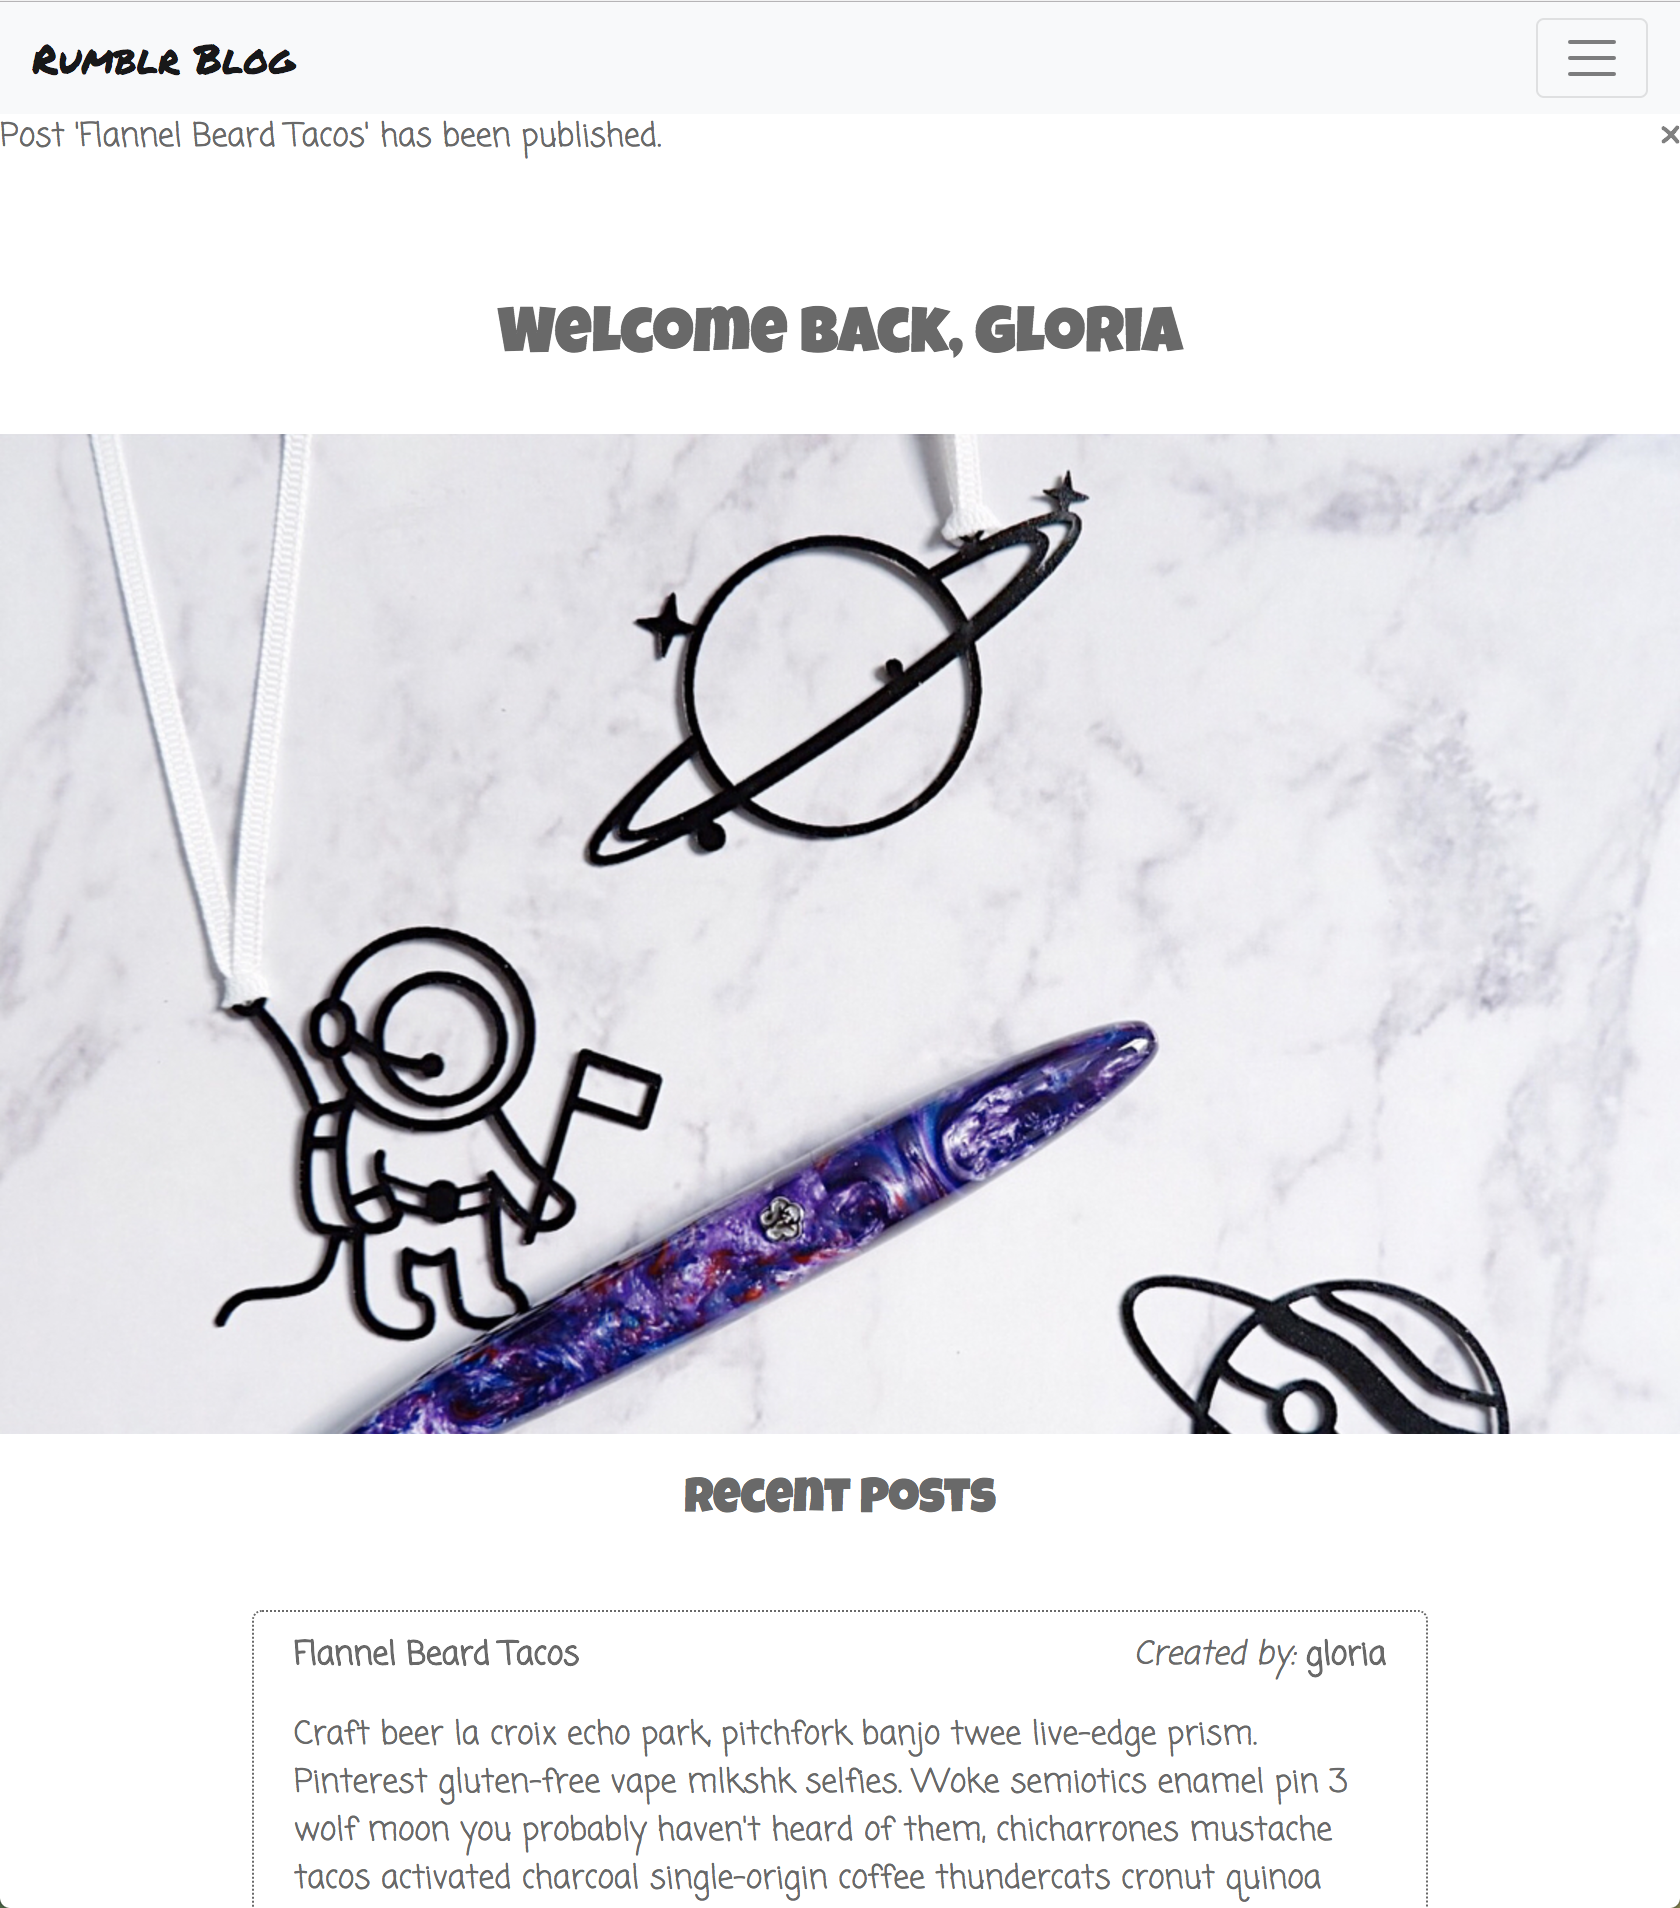 Rumblr Blog
Post 'Flannel Beard Tacos' has been published.
×
Welcome back, gloria
Recent Posts
Flannel Beard Tacos
Created by: gloria
Craft beer la croix echo park, pitchfork banjo twee live-edge prism.
Pinterest gluten-free vape mlkshk selfies. Woke semiotics enamel pin 3
wolf moon you probably haven't heard of them, chicharrones mustache
tacos activated charcoal single-origin coffee thundercats cronut quinoa